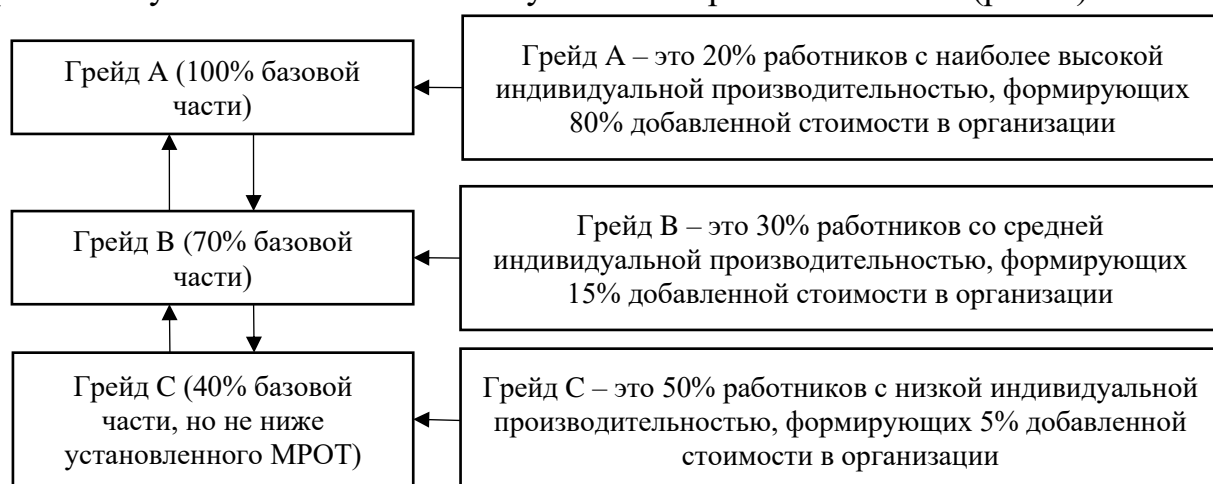 Грейд А (100% базовой
части)
Грейд А – это 20% работников с наиболее высокой
индивидуальной производительностью, формирующих
80% добавленной стоимости в организации
Грейд В (70% базовой
части)
Грейд В – это 30% работников со средней
индивидуальной производительностью, формирующих
15% добавленной стоимости в организации
Грейд С (40% базовой
части, но не ниже
установленного МРОТ)
Грейд С – это 50% работников с низкой индивидуальной
производительностью, формирующих 5% добавленной
стоимости в организации